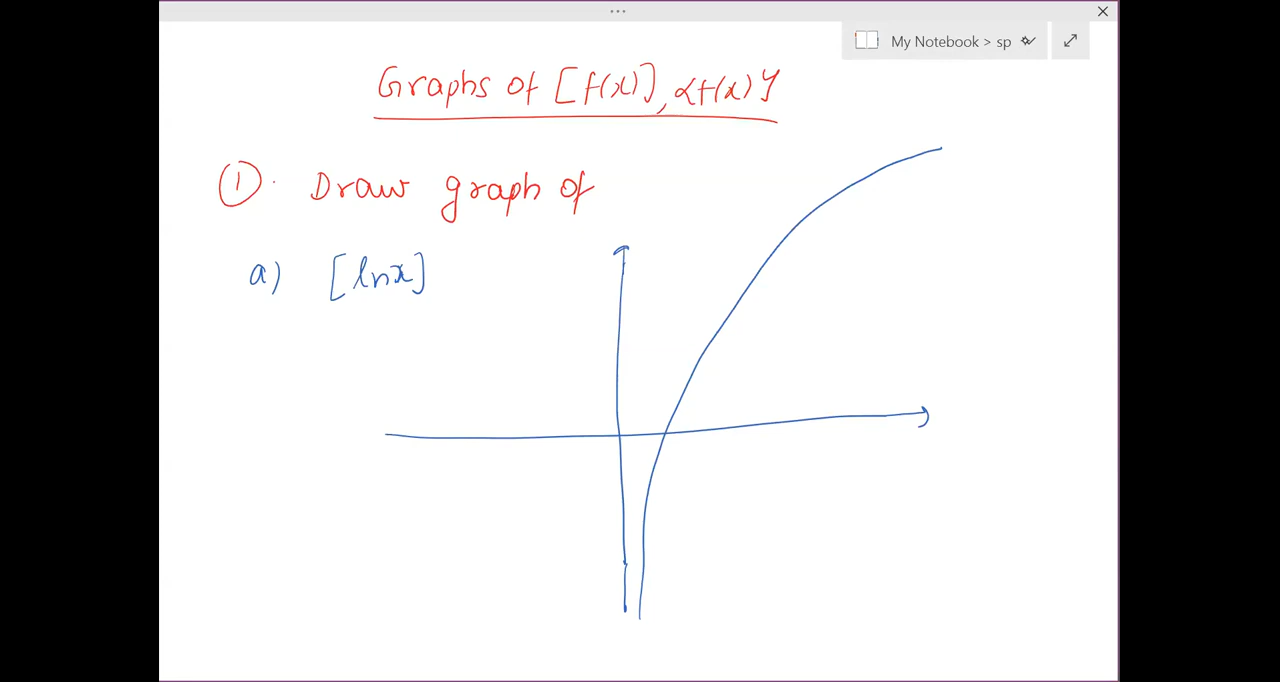 My Notebook > sp
Graphs of [f(x)], {f(x)}
① Draw graph of
a) [lnx]